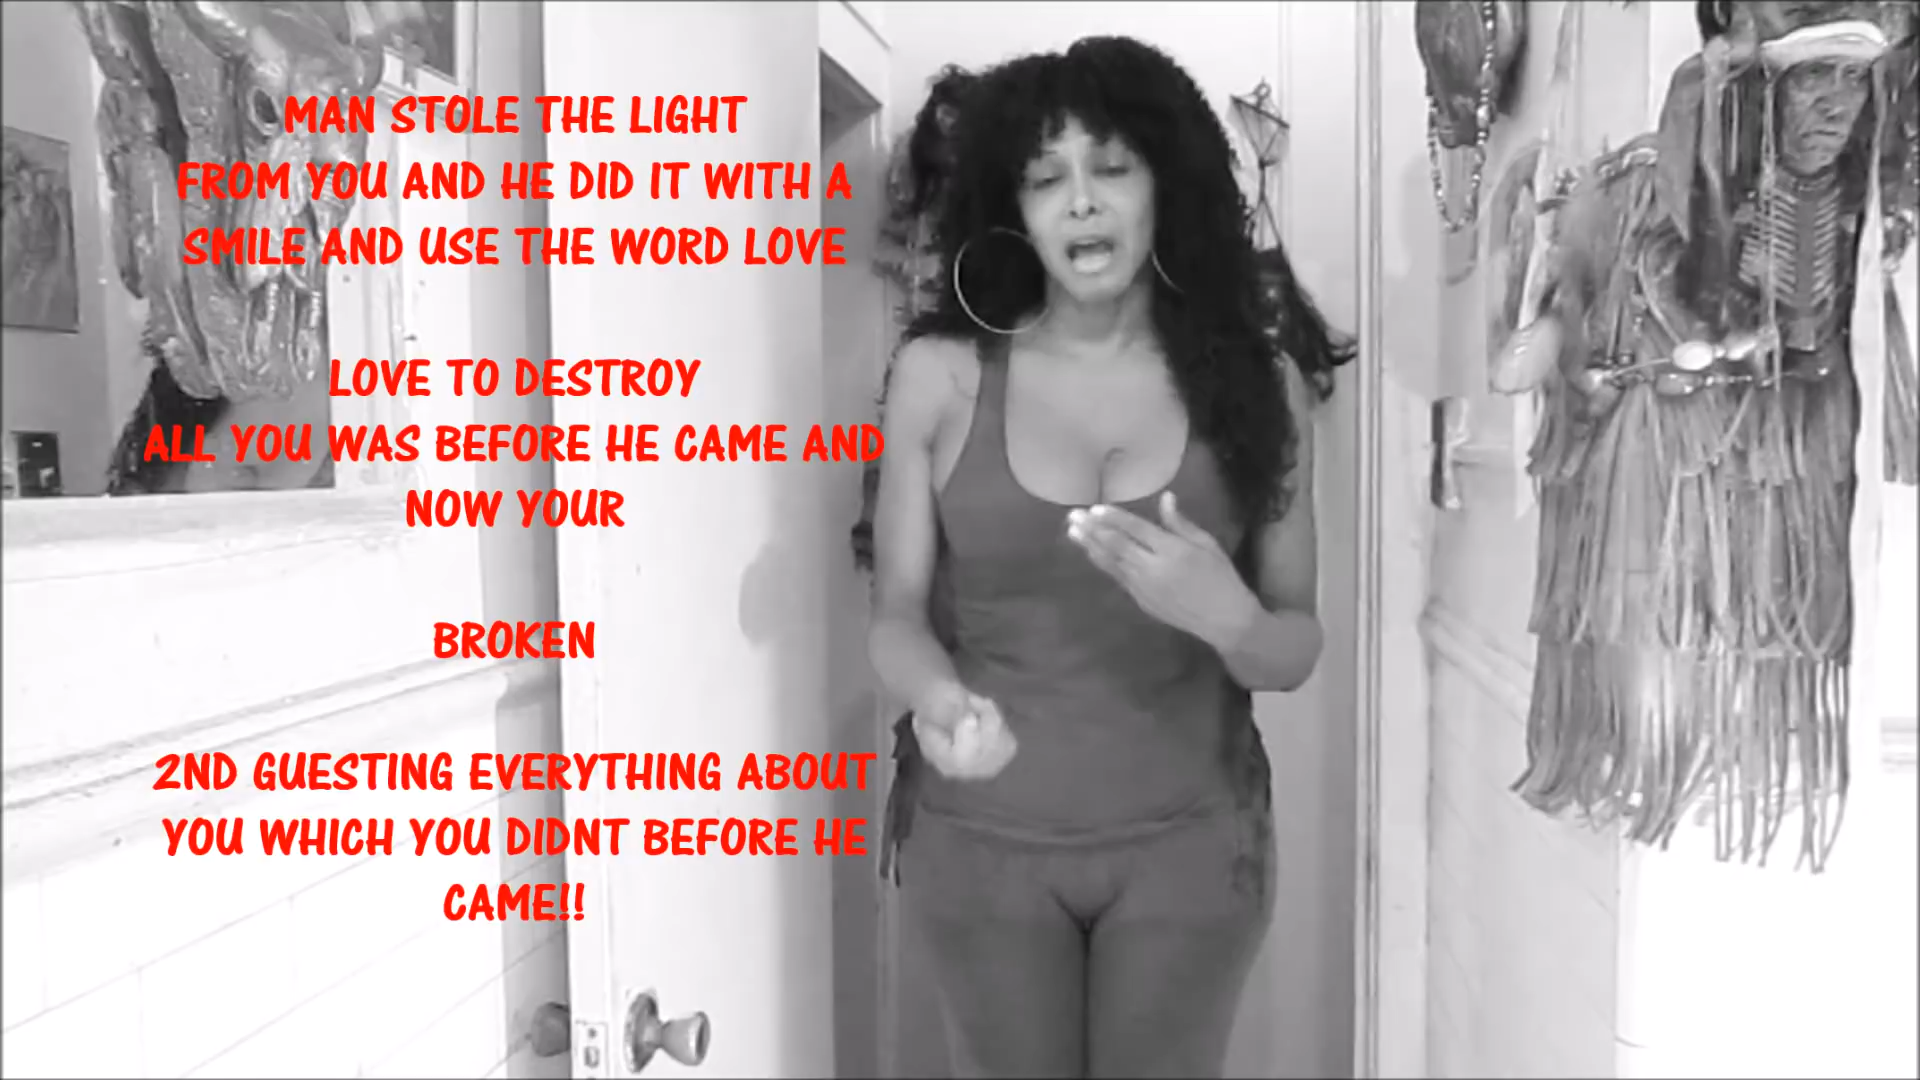 MAN STOLE THE LIGHT
FROM YOU AND HE DID IT WITH A
SMILE AND USE THE WORD LOVE
LOVE TO DESTROY
ALL YOU WAS BEFORE HE CAME AND
NOW YOUR
BROKEN
2ND GUESTING EVERYTHING ABOUT
YOU WHICH YOU DIDNT BEFORE HE
CAME!!